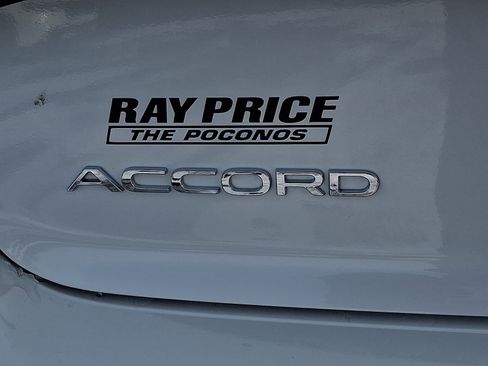 RAY PRICE
THE POCONOS
ACCORD